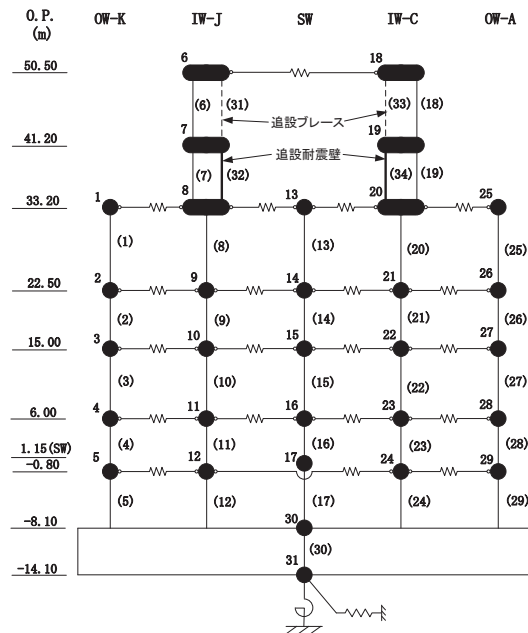 O.P. OW-K IW-J SW IW-C OW-A
(m)
6 18
50.50
(6) (31) (33) (18)
追設ブレース
7 19
41.20
追設耐震壁
(7) (32) (34) (19)
1 8 13 20 25
33.20
(1) (8) (13) (20) (25)
2 9 14 21 26
22.50
(2) (9) (14) (21) (26)
3 10 15 22 27
15.00
(3) (10) (15) (22) (27)
4 11 16 23 28
6.00
(4) (11) (16) (23) (28)
1.15(SW)
5 12 17 24 29
-0.80
(5) (12) (17) (24) (29)
30
-8.10
(30)
31
-14.10